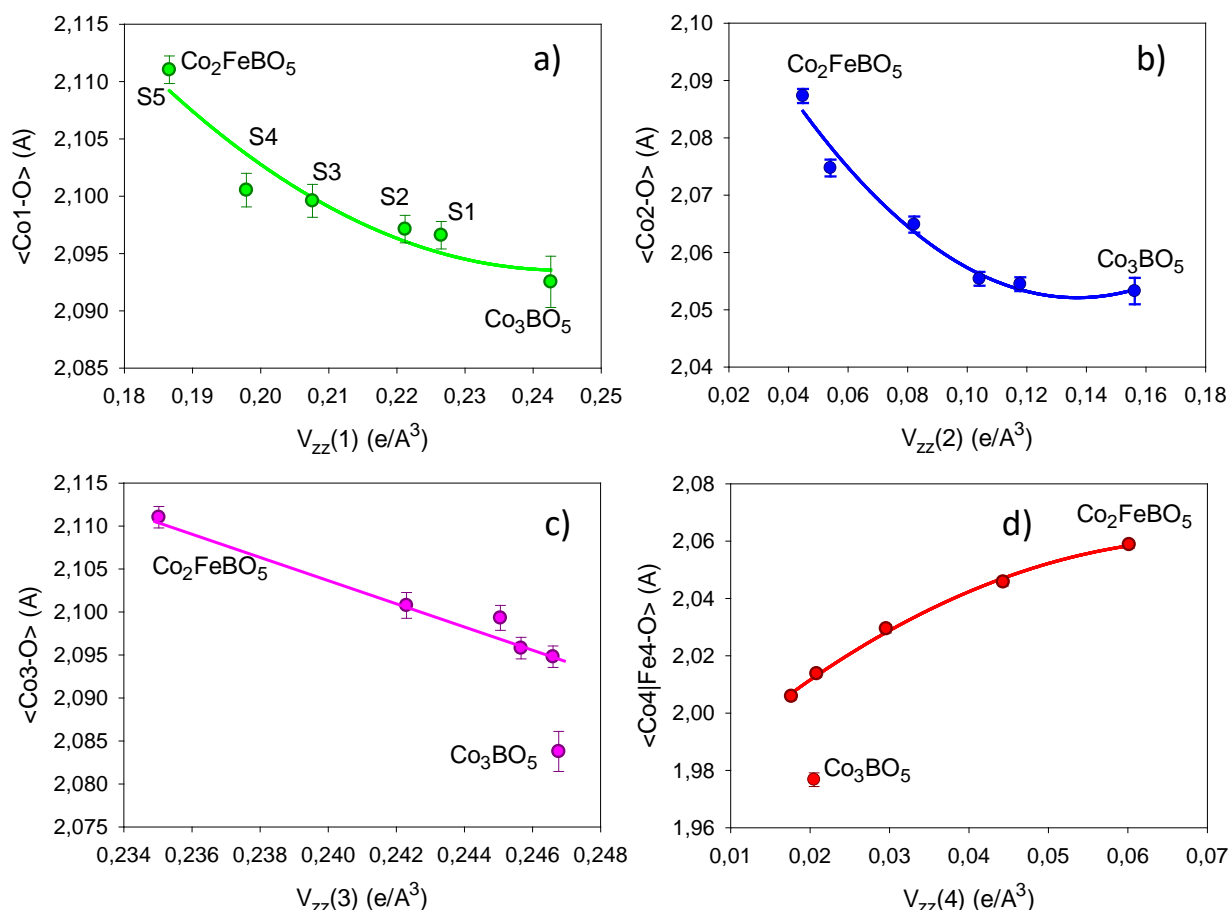 a)
2,115
2,110
2,105
2,100
2,095
2,090
2,085
<Co1-O> (A)
Co₂FeBO₅
S5
S4
S3
S2
S1
Co₃BO₅
0,18 0,19 0,20 0,21 0,22 0,23 0,24 0,25
V_zz(1) (e/A³)
b)
2,10
2,09
2,08
2,07
2,06
2,05
2,04
<Co2-O> (A)
Co₂FeBO₅
Co₃BO₅
0,02 0,04 0,06 0,08 0,10 0,12 0,14 0,16 0,18
V_zz(2) (e/A³)
c)
2,115
2,110
2,105
2,100
2,095
2,090
2,085
2,080
2,075
<Co3-O> (A)
Co₂FeBO₅
Co₃BO₅
0,234 0,236 0,238 0,240 0,242 0,244 0,246 0,248
V_zz(3) (e/A³)
d)
2,08
2,06
2,04
2,02
2,00
1,98
1,96
<Co4|Fe4-O> (A)
Co₂FeBO₅
Co₃BO₅
0,01 0,02 0,03 0,04 0,05 0,06 0,07
V_zz(4) (e/A³)